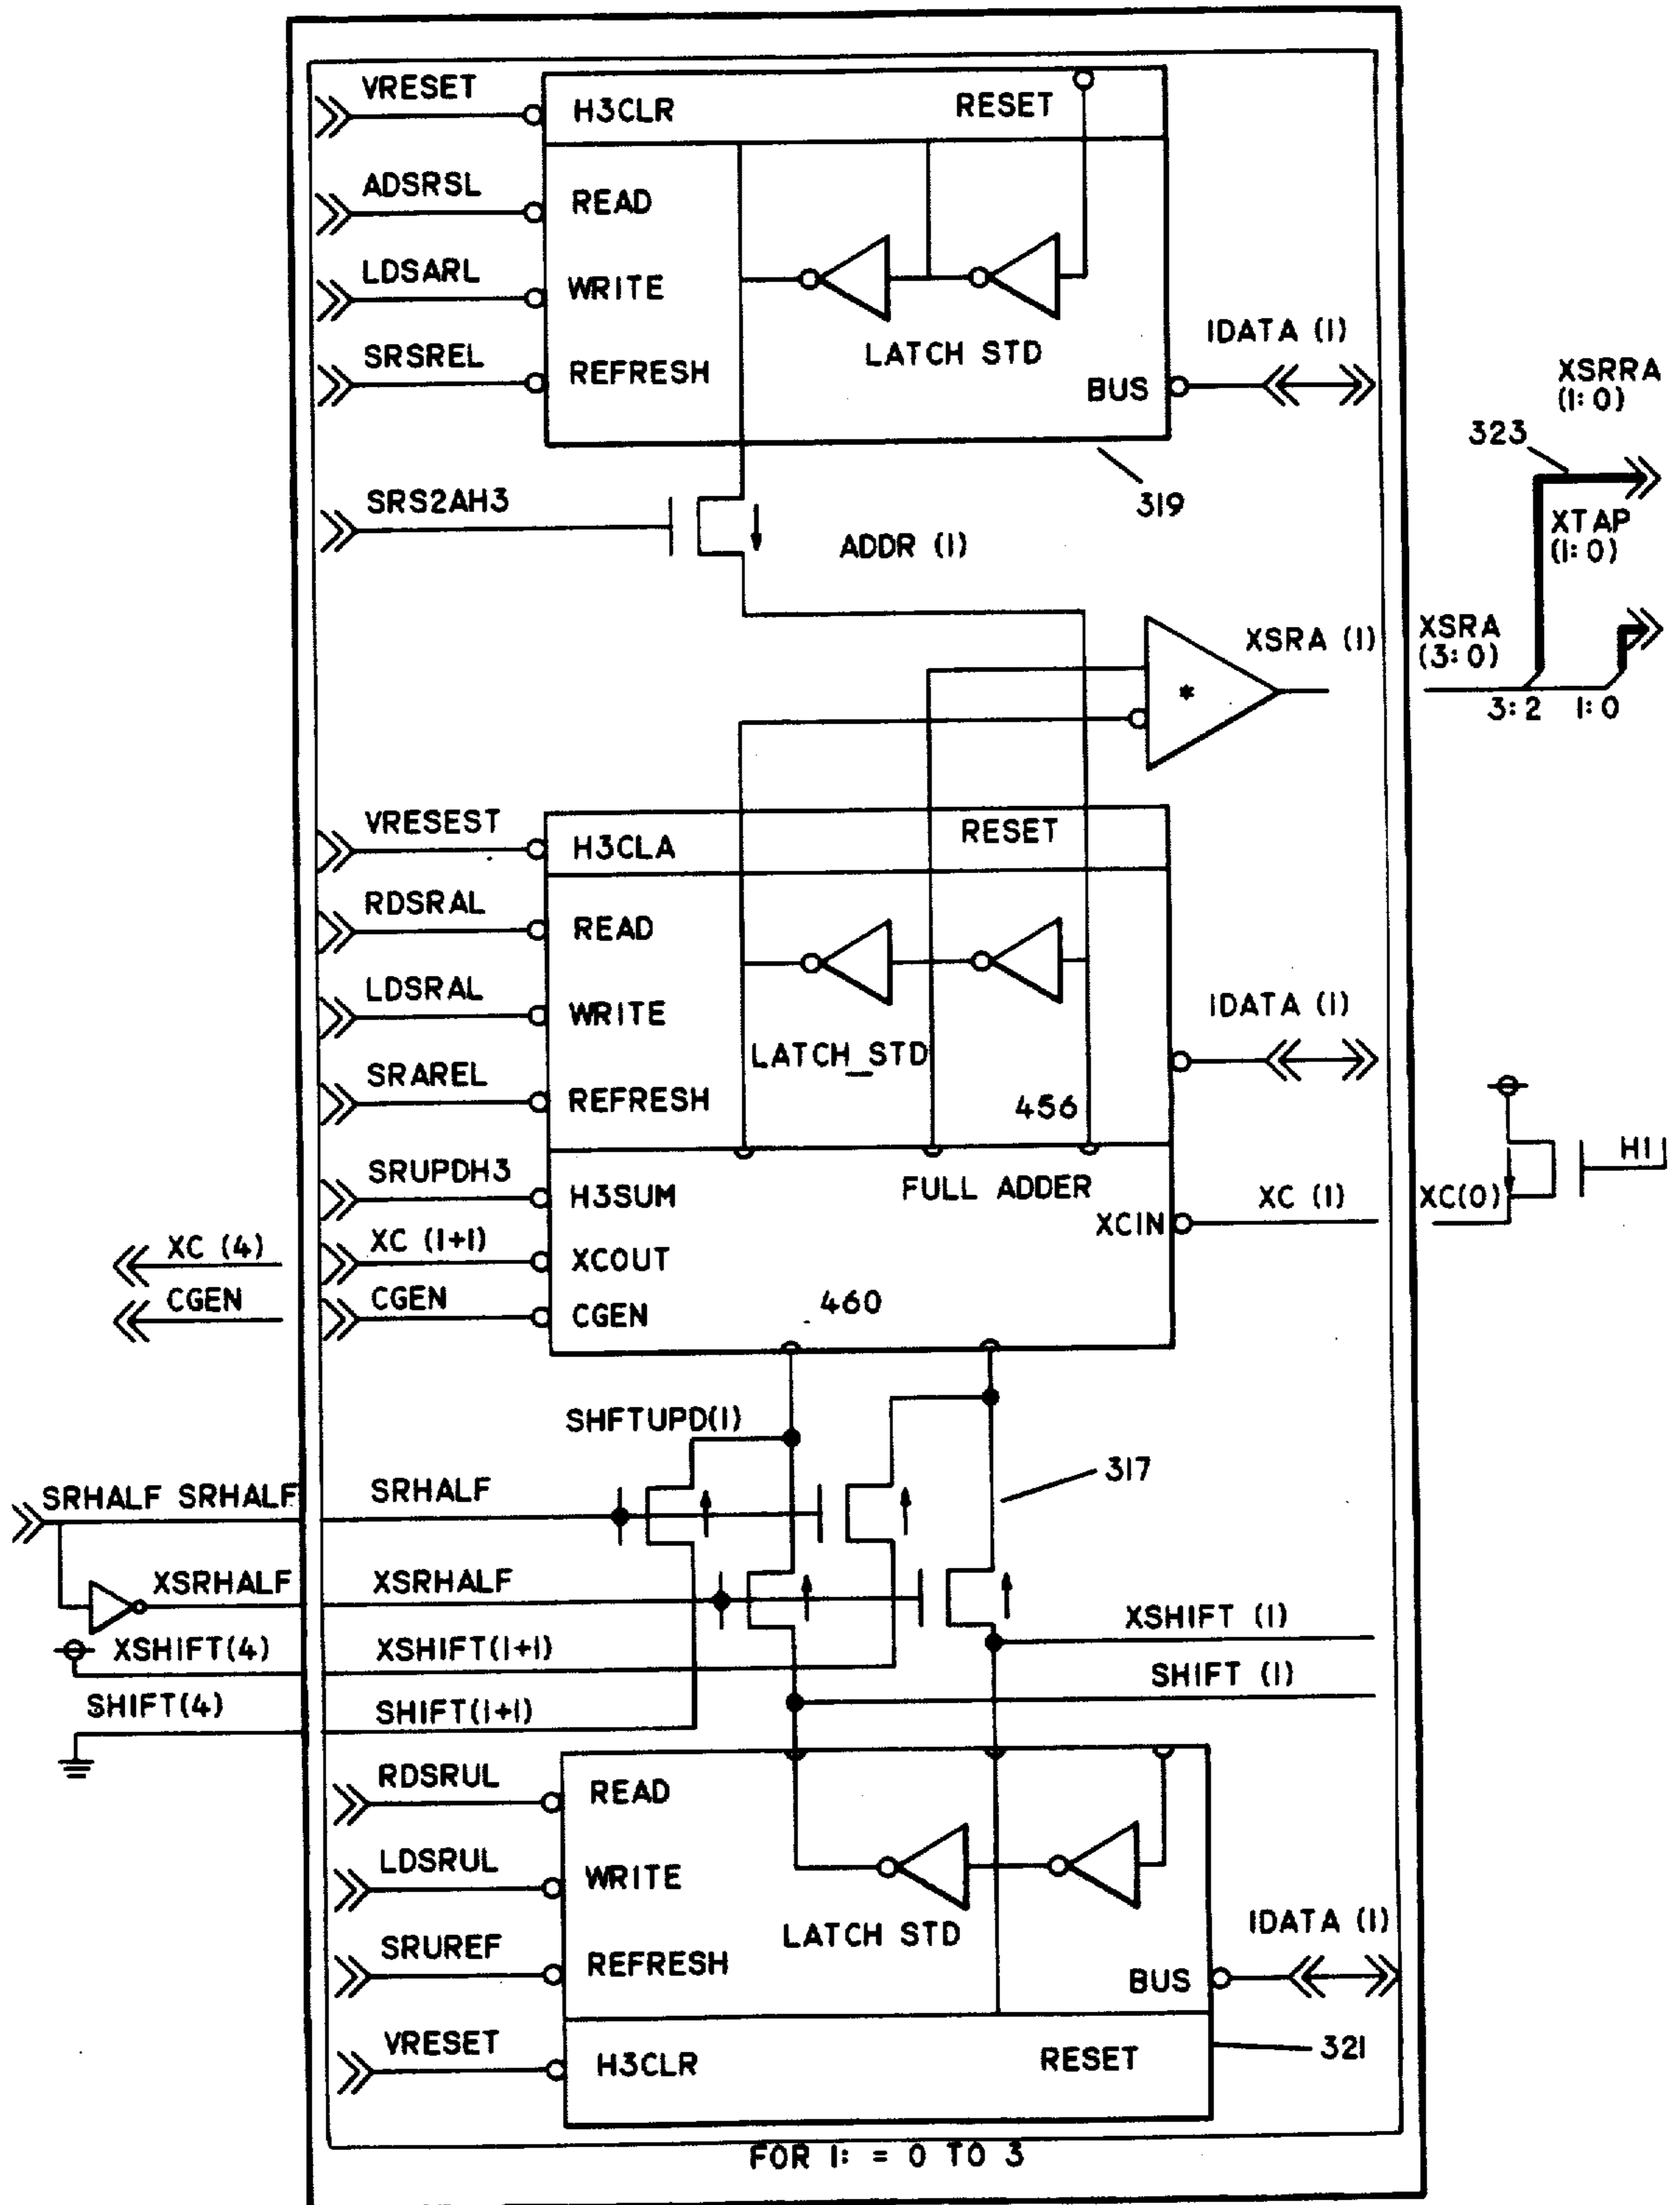 VRESET
H3CLR
RESET
ADSRSL
READ
LDSARL
WRITE
SRSREL
REFRESH
LATCH STD
BUS
IDATA (I)
XSRRA
(I:0)
323
319
SRS2AH3
ADDR (I)
XTAP
(I:0)
XSRA (I)
XSRA
(3:0)
*
3:2
I:0
VRESEST
H3CLA
RESET
RDSRAL
READ
LDSRAL
WRITE
IDATA (I)
LATCH_STD
SRAREL
REFRESH
456
SRUPDH3
H3SUM
FULL ADDER
HI
XC (I)
XC(0)
XCIN
XC (4)
XC (I+I)
XCOUT
CGEN
CGEN
CGEN
460
SHFTUPD(I)
317
SRHALF SRHALF
SRHALF
XSRHALF
XSRHALF
XSHIFT (I)
XSHIFT(4)
XSHIFT(I+I)
SHIFT (I)
SHIFT(4)
SHIFT(I+I)
RDSRUL
READ
LDSRUL
WRITE
LATCH STD
IDATA (I)
SRUREF
REFRESH
BUS
VRESET
H3CLR
RESET
321
FOR I: = 0 TO 3